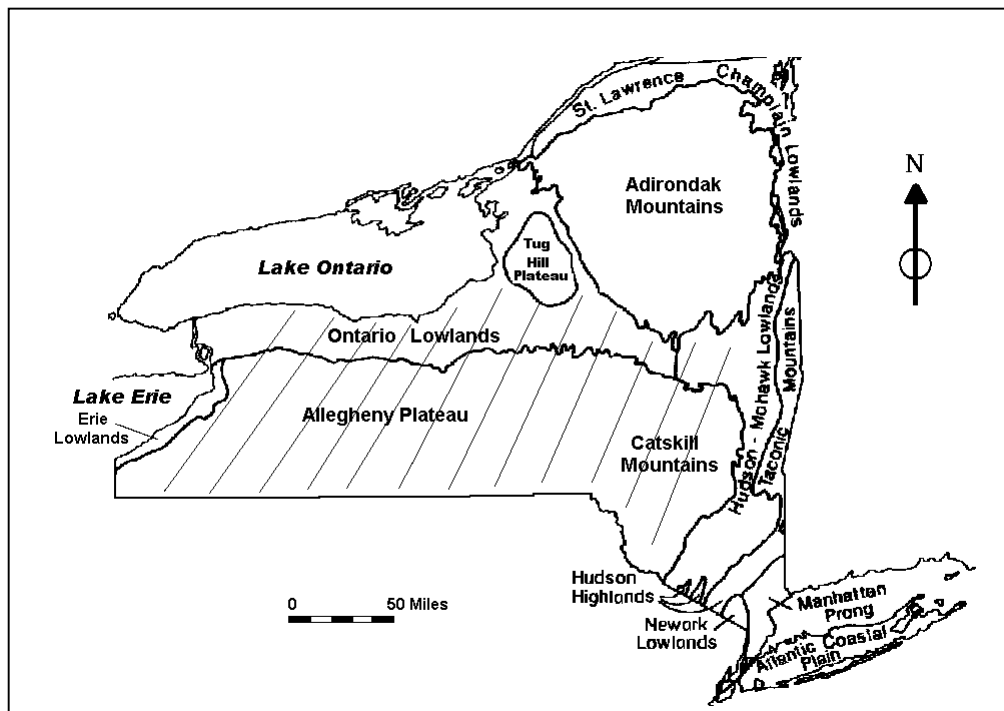 St. Lawrence
Champlain Lowlands
N
Adirondak
Mountains
Tug
Hill
Plateau
Lake Ontario
Ontario Lowlands
Hudson - Mohawk Lowlands
Taconic Mountains
Lake Erie
Erie
Lowlands
Allegheny Plateau
Catskill
Mountains
0 50 Miles
Hudson
Highlands
Newark
Lowlands
Manhattan
Prong
Atlantic Coastal
Plain